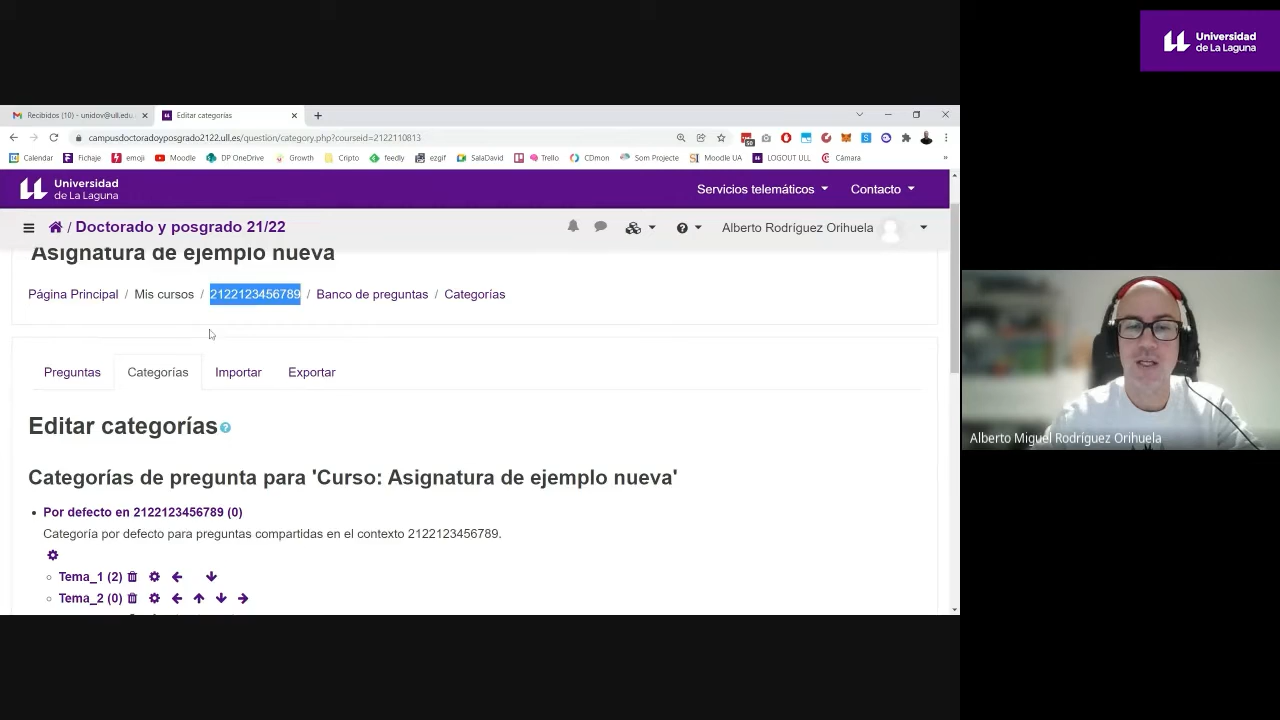 Universidad
de La Laguna
Recibidos (10) - unidov@ull.edu.
Editar categorías
campusdoctoradoyposgrado2122.ull.es/question/category.php?courseid=2122110813
Calendar Fichaje emoji Moodle DP OneDrive Growth Cripto feedly ezgif SalaDavid Trello CDmon Som Projecte Moodle UA LOGOUT ULL Cámara »
Universidad
de La Laguna
Servicios telemáticos Contacto
/ Doctorado y posgrado 21/22
Alberto Rodríguez Orihuela
Asignatura de ejemplo nueva
Página Principal / Mis cursos / 2122123456789 / Banco de preguntas / Categorías
Preguntas Categorías Importar Exportar
Editar categorías
Categorías de pregunta para 'Curso: Asignatura de ejemplo nueva'
Por defecto en 2122123456789 (0)
Categoría por defecto para preguntas compartidas en el contexto 2122123456789.
Tema_1 (2)
Tema_2 (0)
Alberto Miguel Rodríguez Orihuela